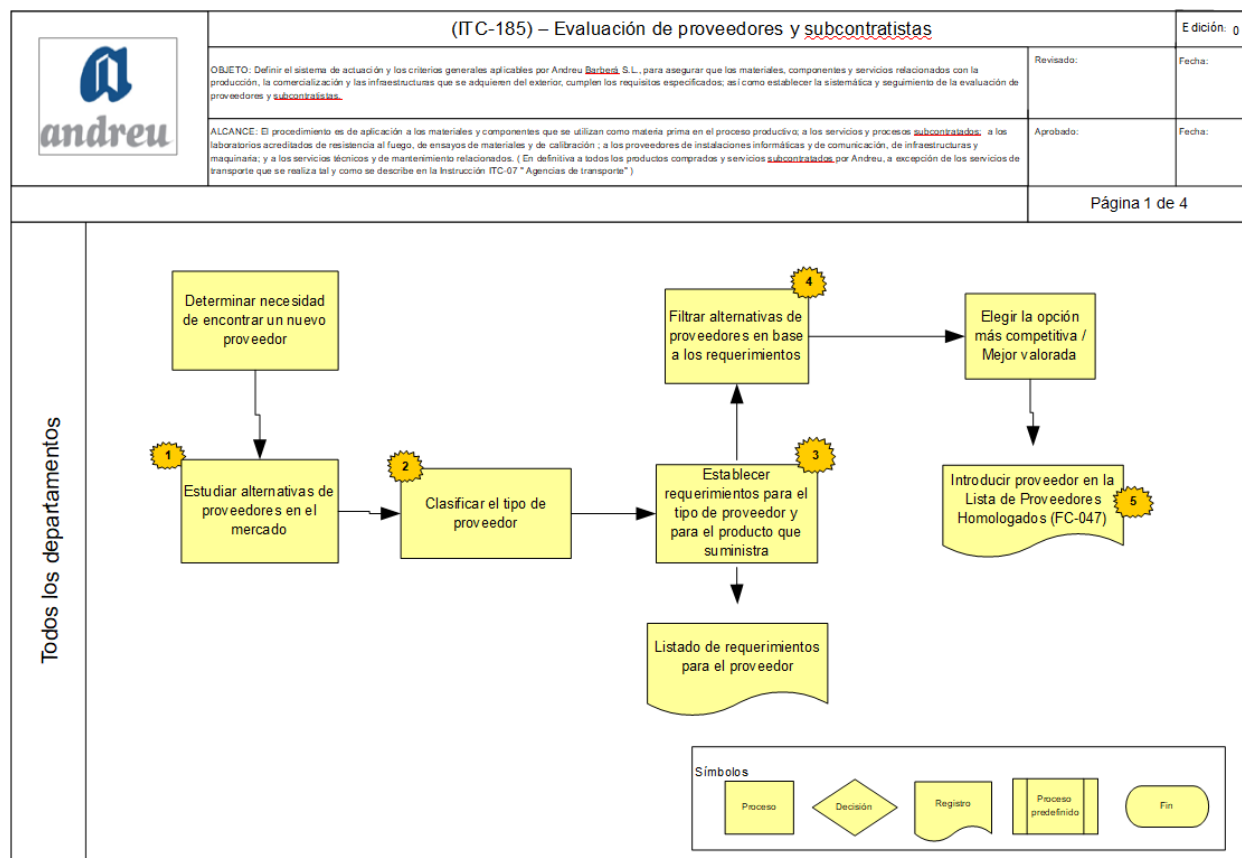 (ITC-185) – Evaluación de proveedores y subcontratistas
Edición: 0
andreu
OBJETO: Definir el sistema de actuación y los criterios generales aplicables por Andreu Barberá S.L., para asegurar que los materiales, componentes y servicios relacionados con la
producción, la comercialización y las infraestructuras que se adquieren del exterior, cumplen los requisitos especificados; así como establecer la sistemática y seguimiento de la evaluación de
proveedores y subcontratistas.
Revisado:
Fecha:
ALCANCE: El procedimiento es de aplicación a los materiales y componentes que se utilizan como materia prima en el proceso productivo; a los servicios y procesos subcontratados; a los
laboratorios acreditados de resistencia al fuego, de ensayos de materiales y de calibración ; a los proveedores de instalaciones informáticas y de comunicación, de infraestructuras y
maquinaria; y a los servicios técnicos y de mantenimiento relacionados. ( En definitiva a todos los productos comprados y servicios subcontratados por Andreu, a excepción de los servicios de
transporte que se realiza tal y como se describe en la Instrucción ITC-07 " Agencias de transporte" )
Aprobado:
Fecha:
Página 1 de 4
Todos los departamentos
Determinar necesidad
de encontrar un nuevo
proveedor
1
Estudiar alternativas de
proveedores en el
mercado
2
Clasificar el tipo de
proveedor
3
Establecer
requerimientos para el
tipo de proveedor y
para el producto que
suministra
Listado de requerimientos
para el proveedor
4
Filtrar alternativas de
proveedores en base
a los requerimientos
Elegir la opción
más competitiva /
Mejor valorada
Introducir proveedor en la
Lista de Proveedores
Homologados (FC-047)
5
Símbolos
Proceso
Decisión
Registro
Proceso
predefinido
Fin